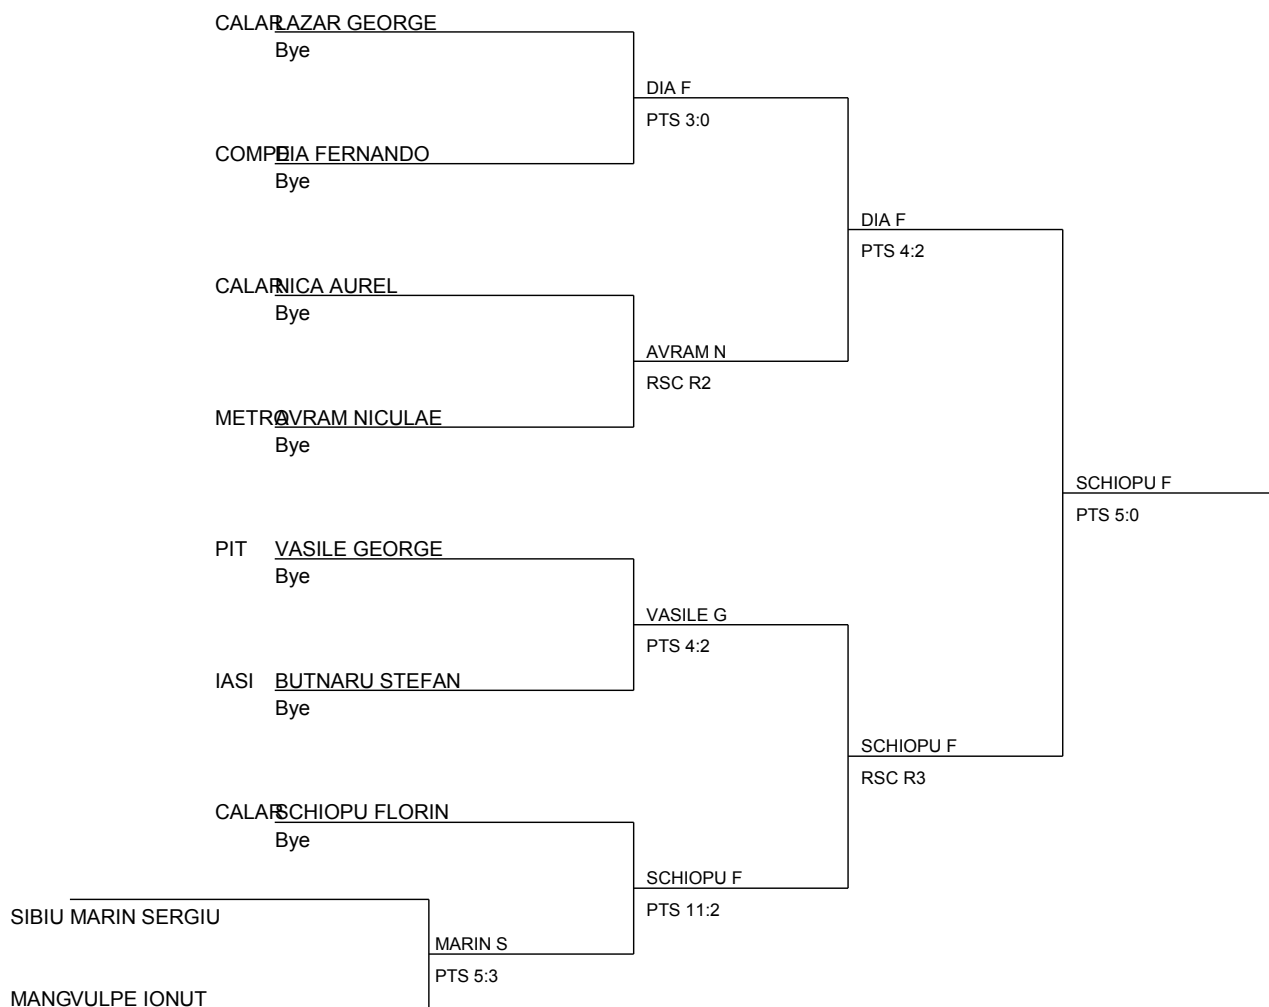 CALAR LAZAR GEORGE
Bye
DIA F
PTS 3:0
COMPO DIA FERNANDO
Bye
DIA F
PTS 4:2
CALAR NICA AUREL
Bye
AVRAM N
RSC R2
METRO AVRAM NICULAE
Bye
SCHIOPU F
PTS 5:0
PIT VASILE GEORGE
Bye
VASILE G
PTS 4:2
IASI BUTNARU STEFAN
Bye
SCHIOPU F
RSC R3
CALAR SCHIOPU FLORIN
Bye
SCHIOPU F
PTS 11:2
SIBIU MARIN SERGIU
MARIN S
PTS 5:3
MANG VULPE IONUT